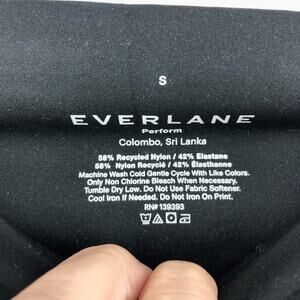 S
EVERLANE
Perform
Colombo, Sri Lanka
58% Recycled Nylon / 42% Elastane
58% Nylon Recyclé / 42% Élasthanne
Machine Wash Cold Gentle Cycle With Like Colors.
Only Non Chlorine Bleach When Necessary.
Tumble Dry Low. Do Not Use Fabric Softener.
Cool Iron If Needed. Do Not Iron On Print.
RN# 139393